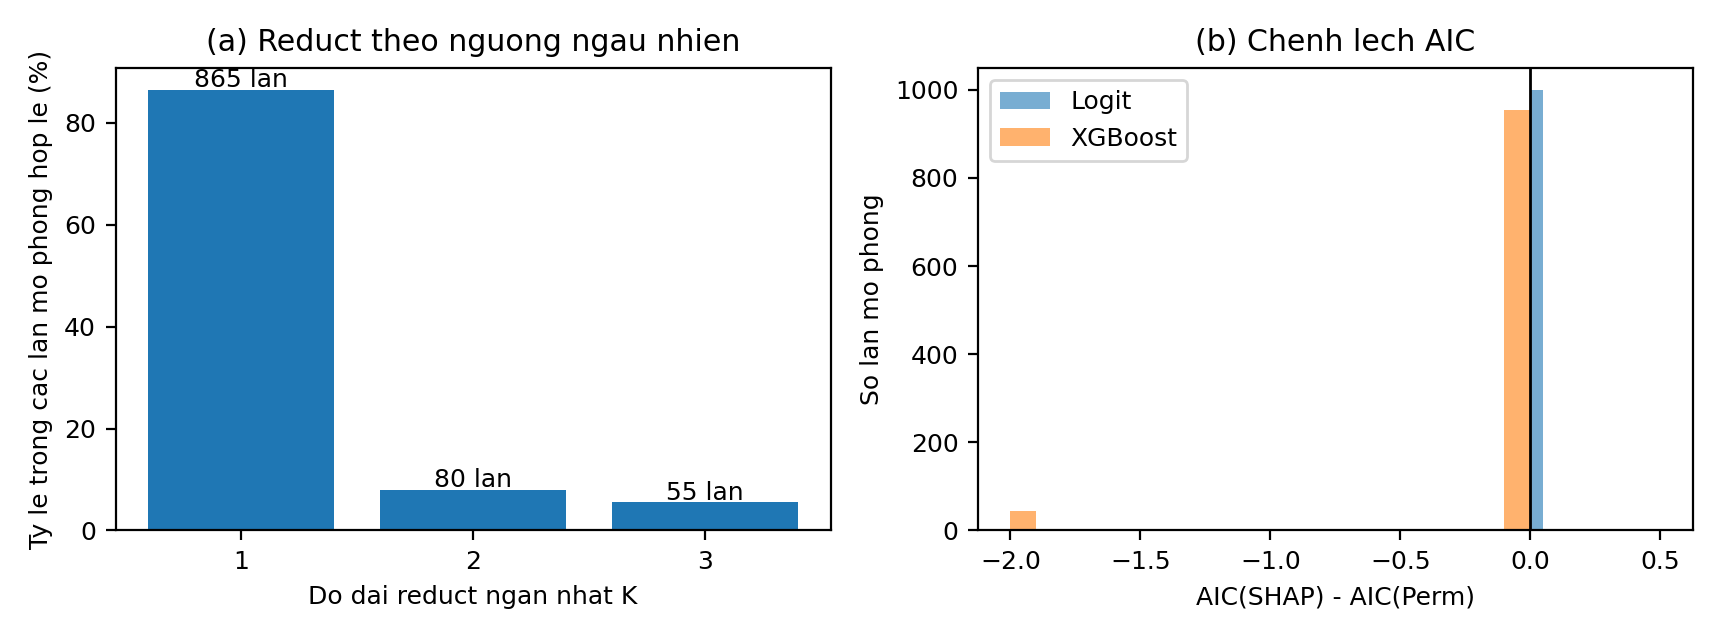 (a) Reduct theo nguong ngau nhien
Ty le trong cac lan mo phong hop le (%)
80
60
40
20
0
865 lan
80 lan
55 lan
1
2
3
Do dai reduct ngan nhat K
(b) Chenh lech AIC
So lan mo phong
1000
800
600
400
200
0
Logit
XGBoost
−2.0
−1.5
−1.0
−0.5
0.0
0.5
AIC(SHAP) - AIC(Perm)